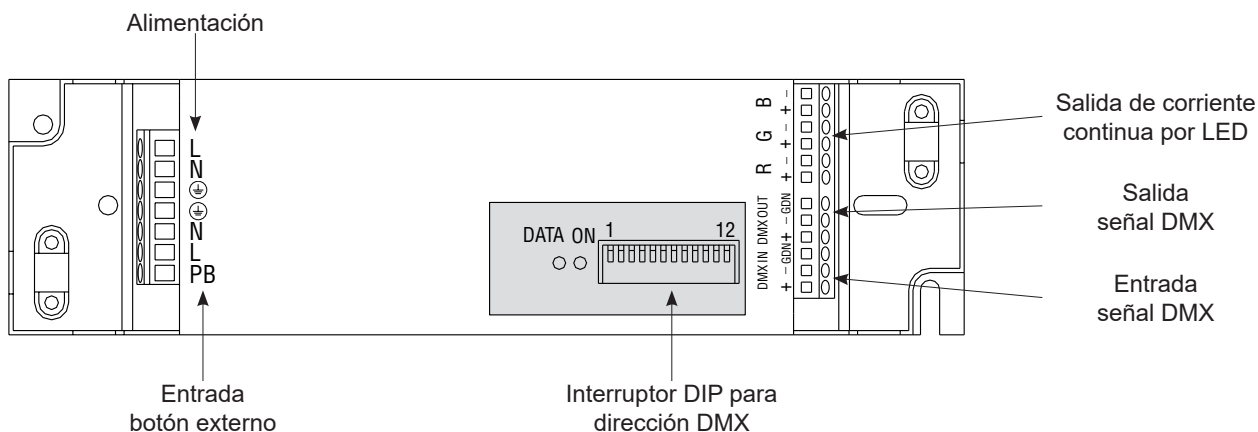 Alimentación
L
N
N
L
PB
DATA ON 1 12
R + - G + - B + -
DMX IN DMX OUT
+ - GDN + - GDN
Salida de corriente
continua por LED
Salida
señal DMX
Entrada
señal DMX
Entrada
botón externo
Interruptor DIP para
dirección DMX